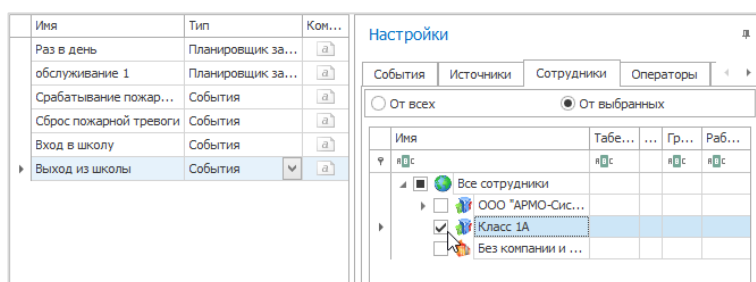 Имя Тип Ком...
Раз в день Планировщик за... a
обслуживание 1 Планировщик за... a
Срабатывание пожар... События a
Сброс пожарной тревоги События a
Вход в школу События a
Выход из школы События a
Настройки
События Источники Сотрудники Операторы
От всех От выбранных
Имя Табе... ... Гр... Раб...
Все сотрудники
ООО "АРМО-Сис...
Класс 1А
Без компании и ...